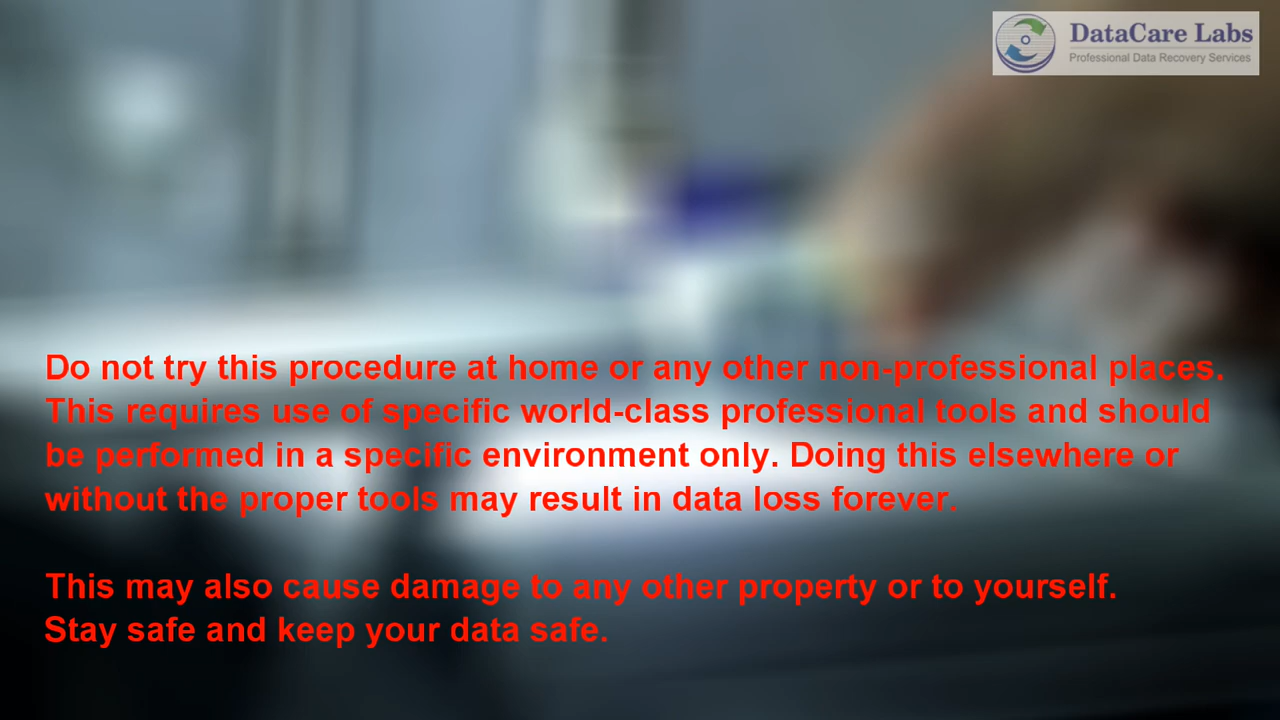 DataCare Labs
Professional Data Recovery Services
Do not try this procedure at home or any other non-professional places.
This requires use of specific world-class professional tools and should
be performed in a specific environment only. Doing this elsewhere or
without the proper tools may result in data loss forever.
This may also cause damage to any other property or to yourself.
Stay safe and keep your data safe.